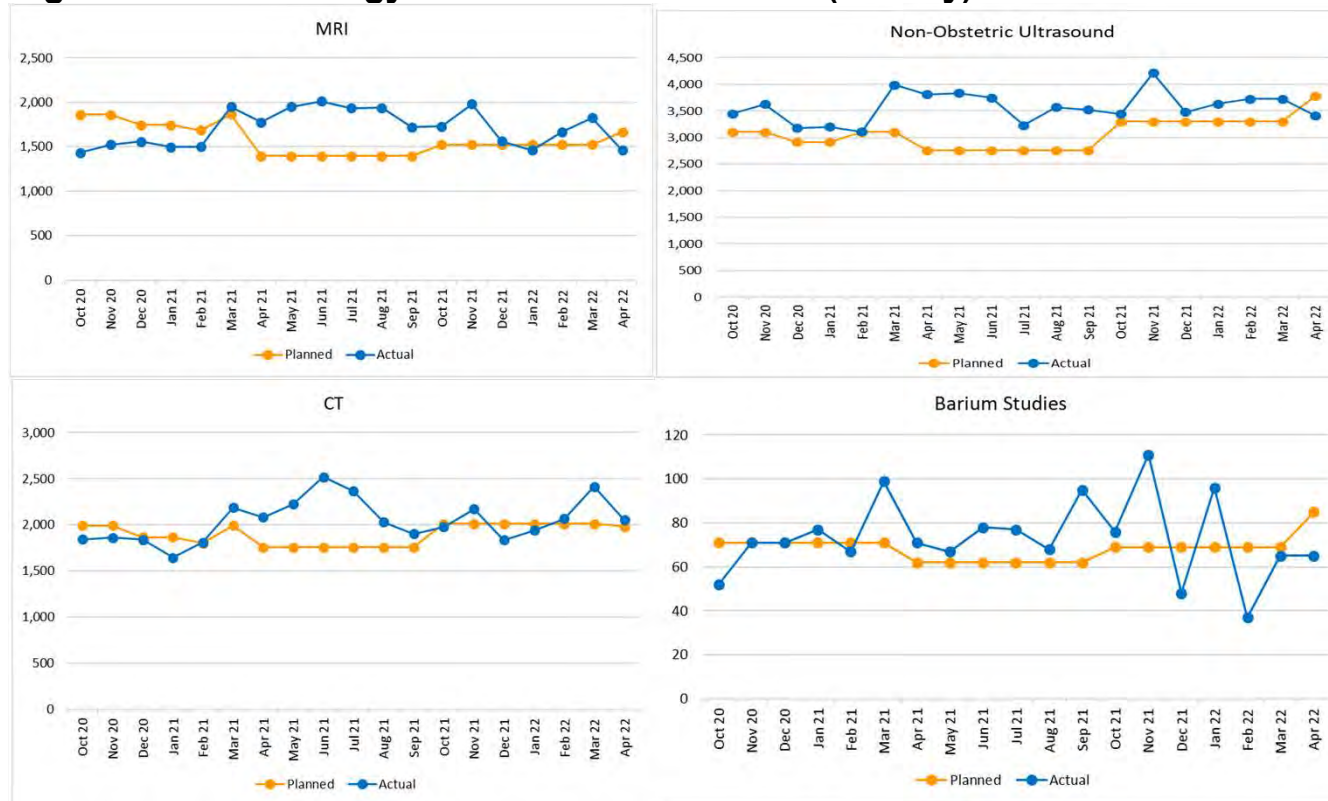 MRI
2,500
2,000
1,500
1,000
500
0
Oct 20
Nov 20
Dec 20
Jan 21
Feb 21
Mar 21
Apr 21
May 21
Jun 21
Jul 21
Aug 21
Sep 21
Oct 21
Nov 21
Dec 21
Jan 22
Feb 22
Mar 22
Apr 22
Planned Actual
Non-Obstetric Ultrasound
4,500
4,000
3,500
3,000
2,500
2,000
1,500
1,000
500
0
Oct 20
Nov 20
Dec 20
Jan 21
Feb 21
Mar 21
Apr 21
May 21
Jun 21
Jul 21
Aug 21
Sep 21
Oct 21
Nov 21
Dec 21
Jan 22
Feb 22
Mar 22
Apr 22
Planned Actual
CT
3,000
2,500
2,000
1,500
1,000
500
0
Oct 20
Nov 20
Dec 20
Jan 21
Feb 21
Mar 21
Apr 21
May 21
Jun 21
Jul 21
Aug 21
Sep 21
Oct 21
Nov 21
Dec 21
Jan 22
Feb 22
Mar 22
Apr 22
Planned Actual
Barium Studies
120
100
80
60
40
20
0
Oct 20
Nov 20
Dec 20
Jan 21
Feb 21
Mar 21
Apr 21
May 21
Jun 21
Jul 21
Aug 21
Sep 21
Oct 21
Nov 21
Dec 21
Jan 22
Feb 22
Mar 22
Apr 22
Planned Actual